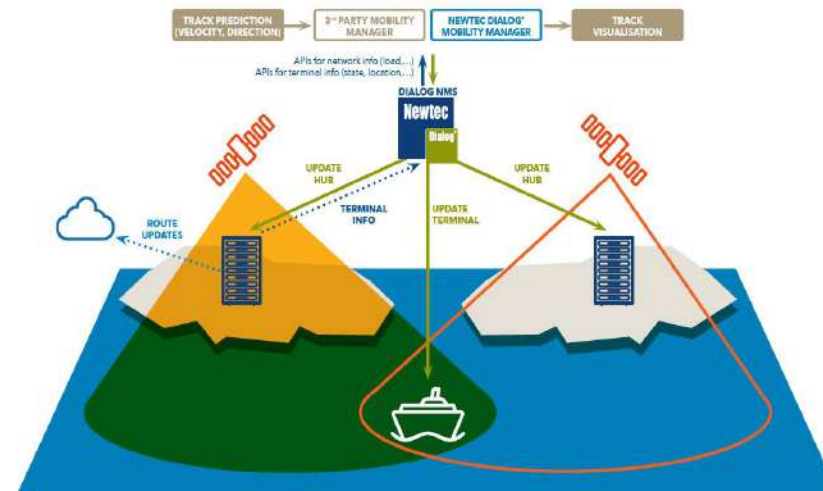 TRACK PREDICTION
(VELOCITY, DIRECTION)
3rd PARTY MOBILITY
MANAGER
NEWTEC DIALOG®
MOBILITY MANAGER
TRACK
VISUALISATION
APIs for network info (load,...)
APIs for terminal info (state, location,...)
DIALOG NMS
Newtec
Dialog®
UPDATE
HUB
UPDATE
HUB
TERMINAL
INFO
UPDATE
TERMINAL
ROUTE
UPDATES